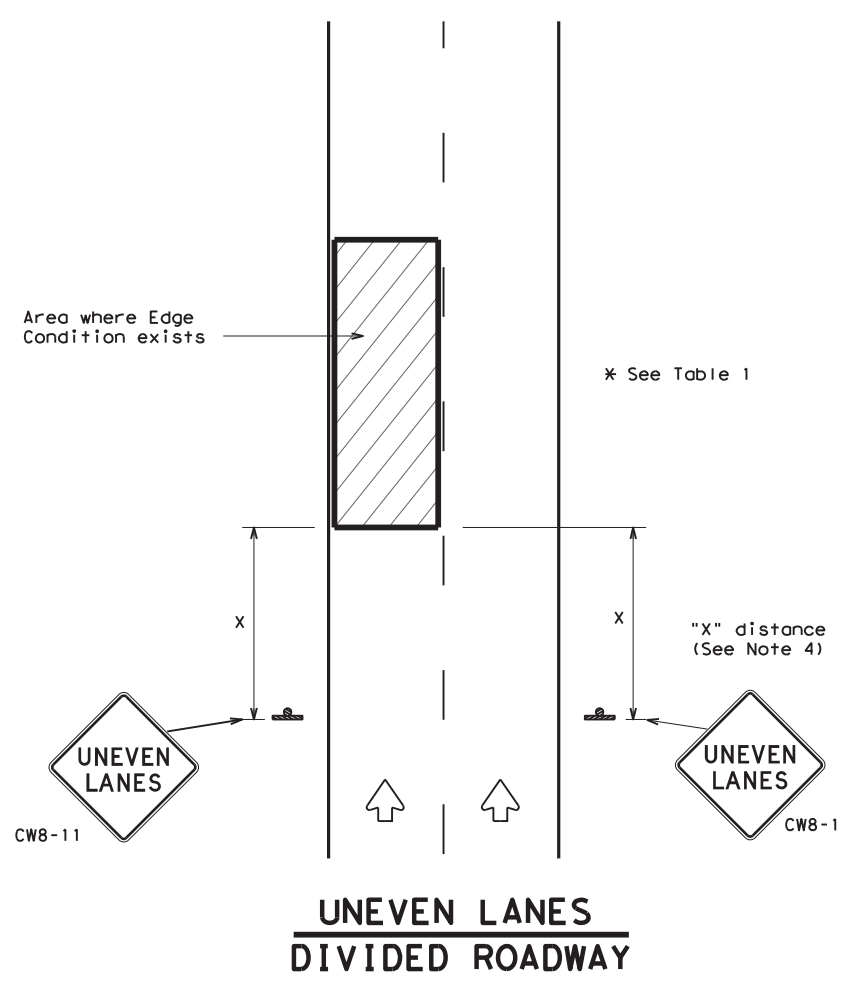 Area where Edge
Condition exists
* See Table 1
X
X
"X" distance
(See Note 4)
UNEVEN
LANES
CW8-11
UNEVEN
LANES
CW8-1
UNEVEN LANES
DIVIDED ROADWAY